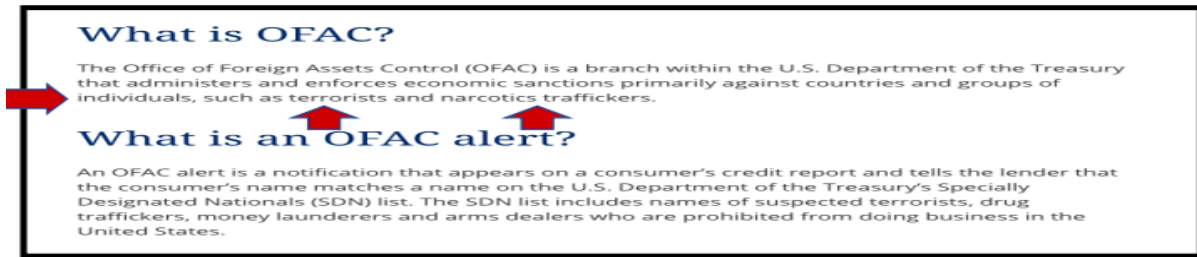 What is OFAC?
The Office of Foreign Assets Control (OFAC) is a branch within the U.S. Department of the Treasury
that administers and enforces economic sanctions primarily against countries and groups of
individuals, such as terrorists and narcotics traffickers.
What is an OFAC alert?
An OFAC alert is a notification that appears on a consumer’s credit report and tells the lender that
the consumer’s name matches a name on the U.S. Department of the Treasury’s Specially
Designated Nationals (SDN) list. The SDN list includes names of suspected terrorists, drug
traffickers, money launderers and arms dealers who are prohibited from doing business in the
United States.